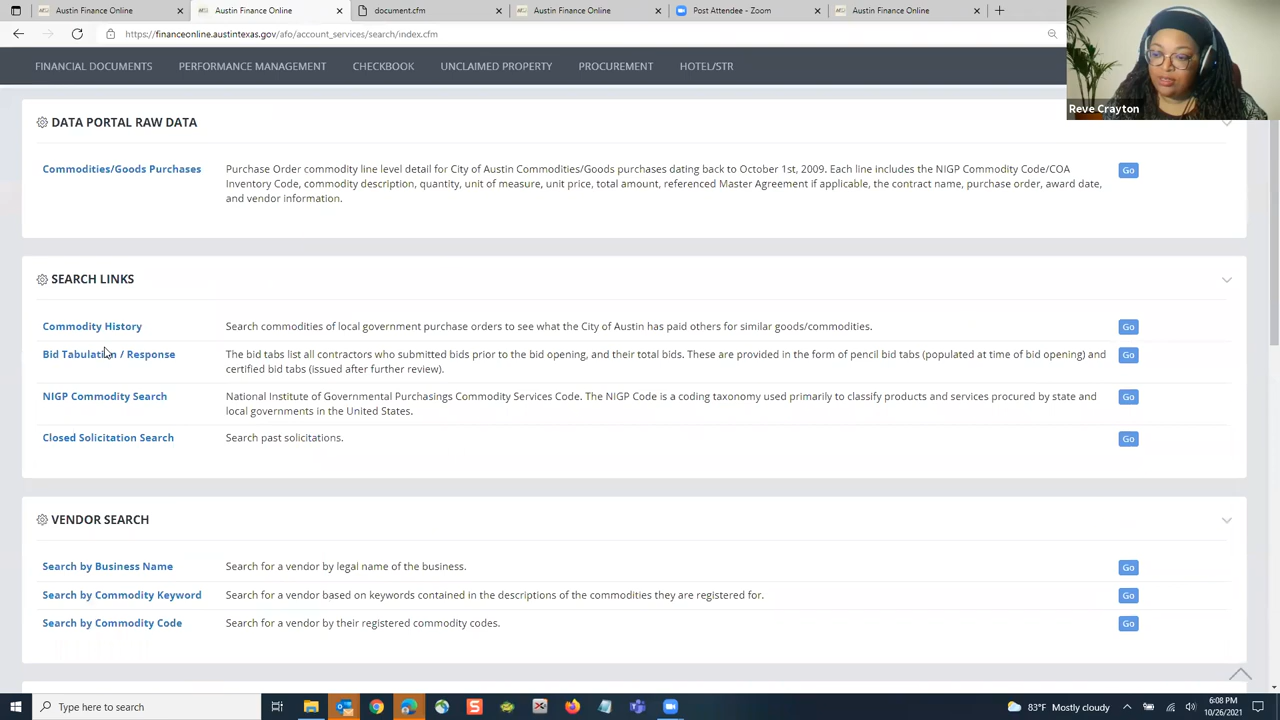 Austin Finance Online
Austin Finance Online
document.cfm
Austin Finance Online
Post Attendee - Zoom
Austin Finance Online
https://financeonline.austintexas.gov/afo/account_services/search/index.cfm
FINANCIAL DOCUMENTS
PERFORMANCE MANAGEMENT
CHECKBOOK
UNCLAIMED PROPERTY
PROCUREMENT
HOTEL/STR
Reve Crayton
DATA PORTAL RAW DATA
Commodities/Goods Purchases
Purchase Order commodity line level detail for City of Austin Commodities/Goods purchases dating back to October 1st, 2009. Each line includes the NIGP Commodity Code/COA
Inventory Code, commodity description, quantity, unit of measure, unit price, total amount, referenced Master Agreement if applicable, the contract name, purchase order, award date,
and vendor information.
Go
SEARCH LINKS
Commodity History
Search commodities of local government purchase orders to see what the City of Austin has paid others for similar goods/commodities.
Go
Bid Tabulation / Response
The bid tabs list all contractors who submitted bids prior to the bid opening, and their total bids. These are provided in the form of pencil bid tabs (populated at time of bid opening) and
certified bid tabs (issued after further review).
Go
NIGP Commodity Search
National Institute of Governmental Purchasings Commodity Services Code. The NIGP Code is a coding taxonomy used primarily to classify products and services procured by state and
local governments in the United States.
Go
Closed Solicitation Search
Search past solicitations.
Go
VENDOR SEARCH
Search by Business Name
Search for a vendor by legal name of the business.
Go
Search by Commodity Keyword
Search for a vendor based on keywords contained in the descriptions of the commodities they are registered for.
Go
Search by Commodity Code
Search for a vendor by their registered commodity codes.
Go
Type here to search
83°F Mostly cloudy
6:08 PM
10/26/2021